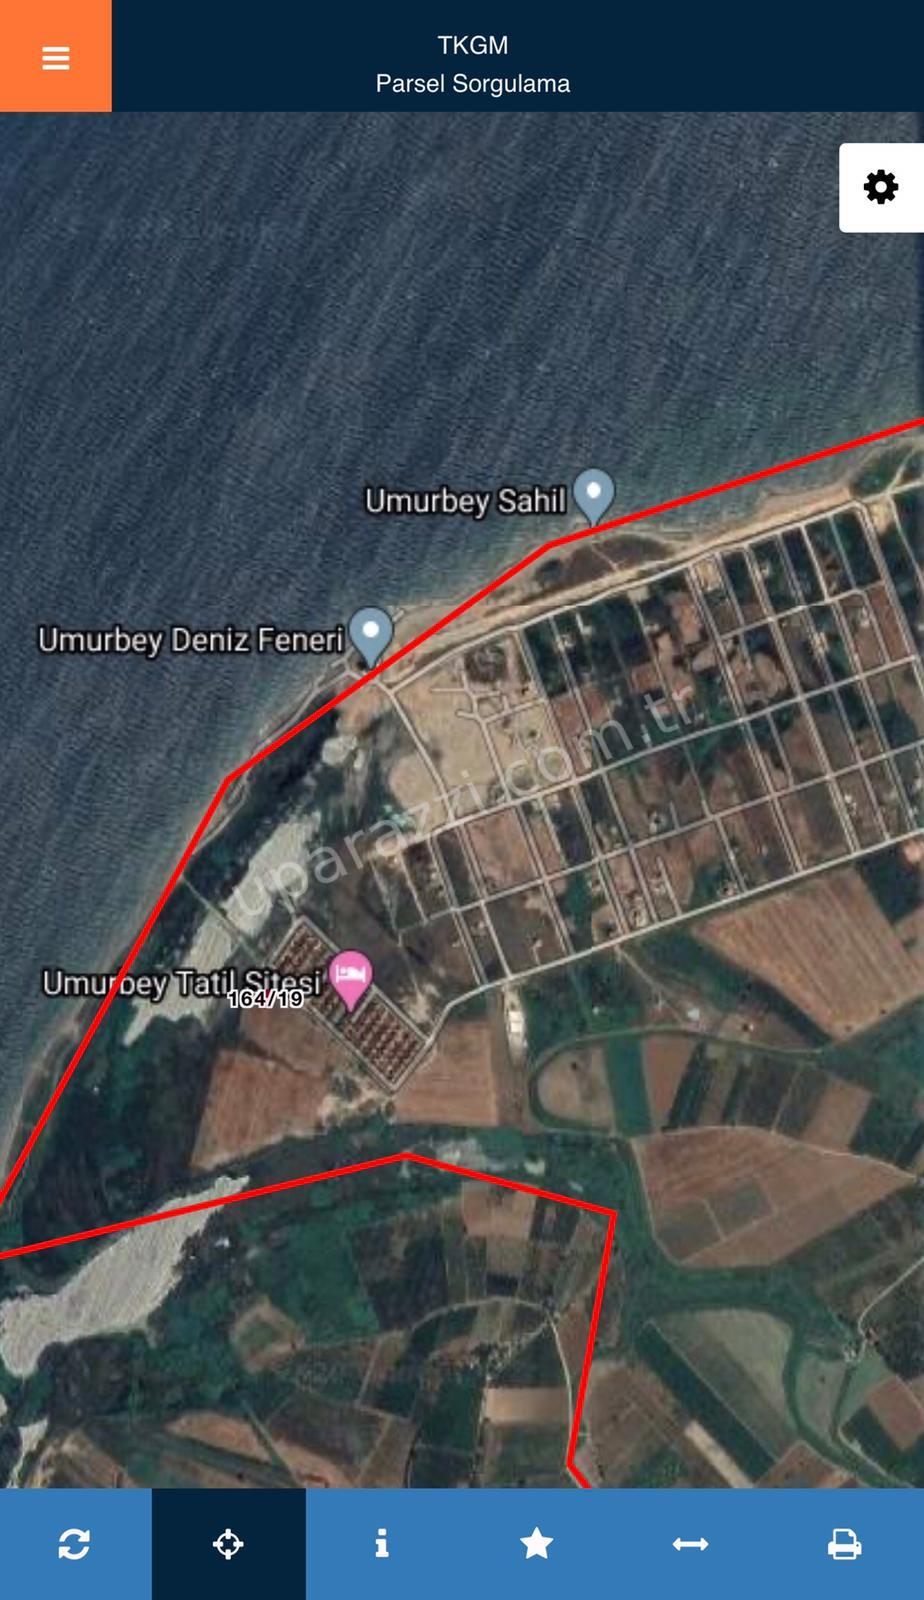 TKGM
Parsel Sorgulama
Umurbey Sahil
Umurbey Deniz Feneri
uparazzi.com.tr
Umurbey Tatil Sitesi
164/19